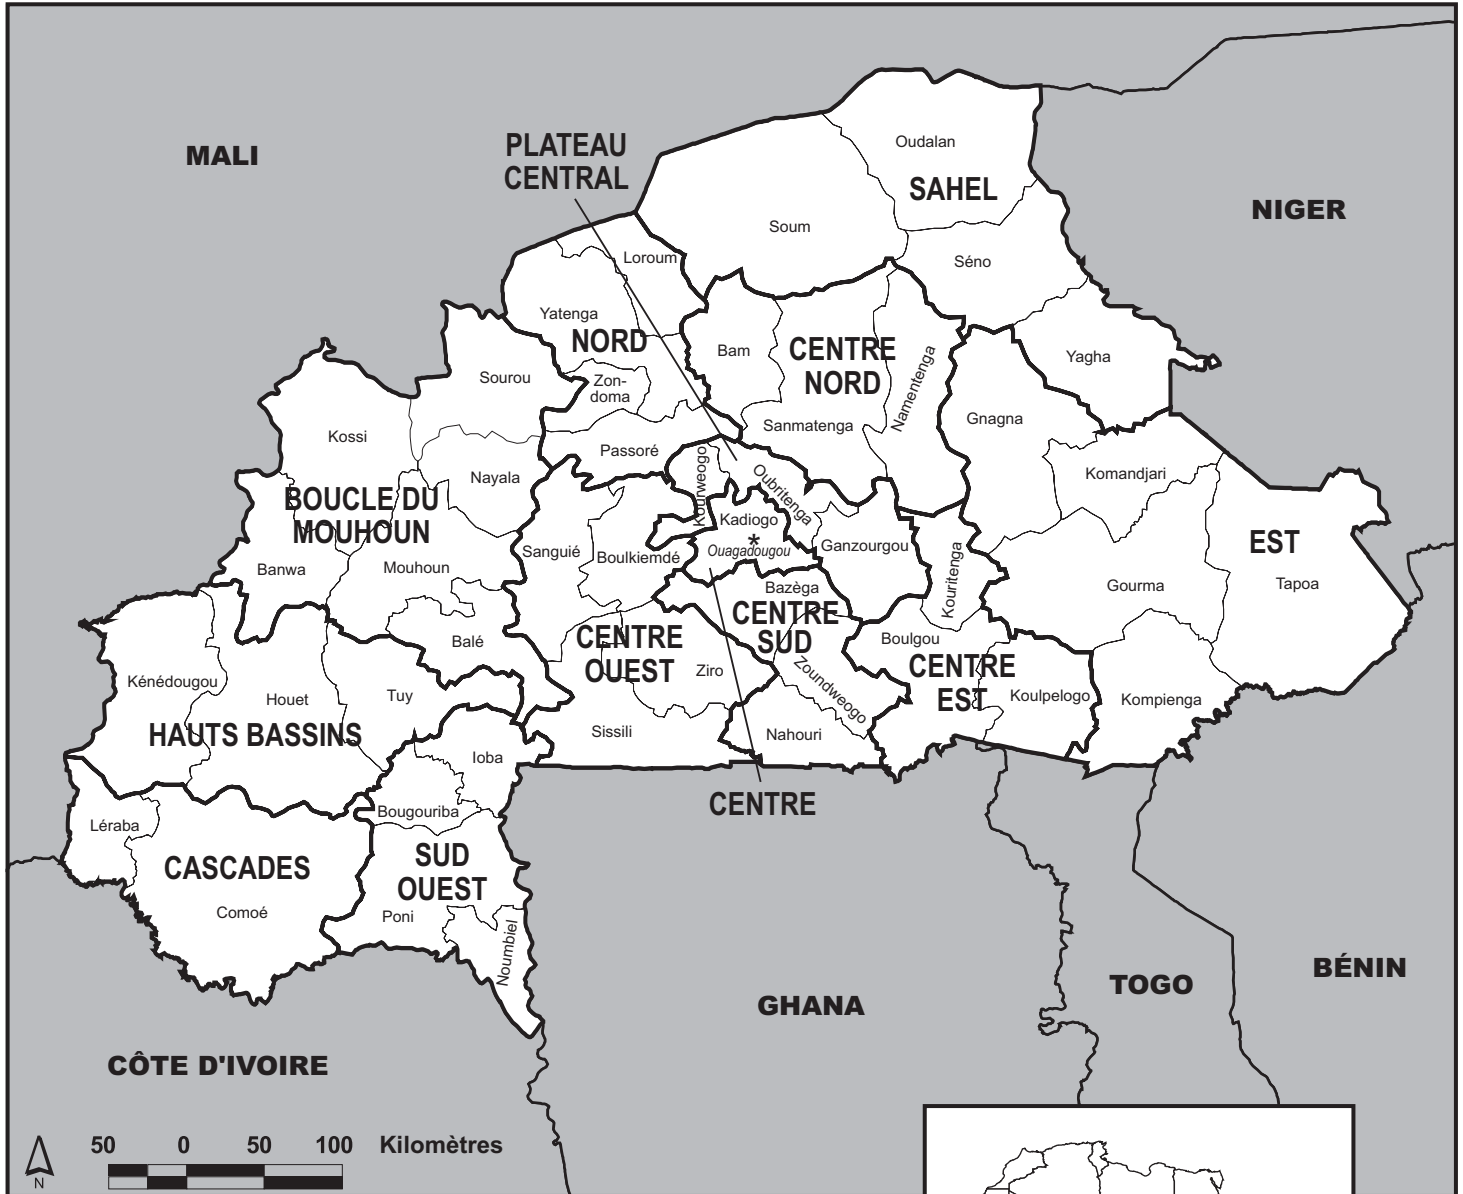 MALI
PLATEAU
CENTRAL
Oudalan
SAHEL
NIGER
Soum
Loroum
Séno
Yatenga
NORD
Bam
CENTRE
NORD
Namentenga
Yagha
Sourou
Zon-
doma
Gnagna
Sanmatenga
Kossi
Passoré
Komandjari
Nayala
Kourweogo
Oubritenga
BOUCLE DU
MOUHOUN
Kadiogo
*
Ouagadougou
Ganzourgou
EST
Sanguié
Boulkiemdé
Banwa
Mouhoun
Kouritenga
Gourma
Tapoa
Bazèga
CENTRE
SUD
Balé
CENTRE
OUEST
Boulgou
CENTRE
EST
Ziro
Zoundweogo
Kénédougou
Houet
Tuy
Koulpelogo
Kompienga
HAUTS BASSINS
Sissili
Nahouri
Ioba
CENTRE
Bougouriba
Léraba
CASCADES
SUD
OUEST
Comoé
Poni
Noumbiel
GHANA
TOGO
BÉNIN
CÔTE D'IVOIRE
50 0 50 100 Kilomètres
N